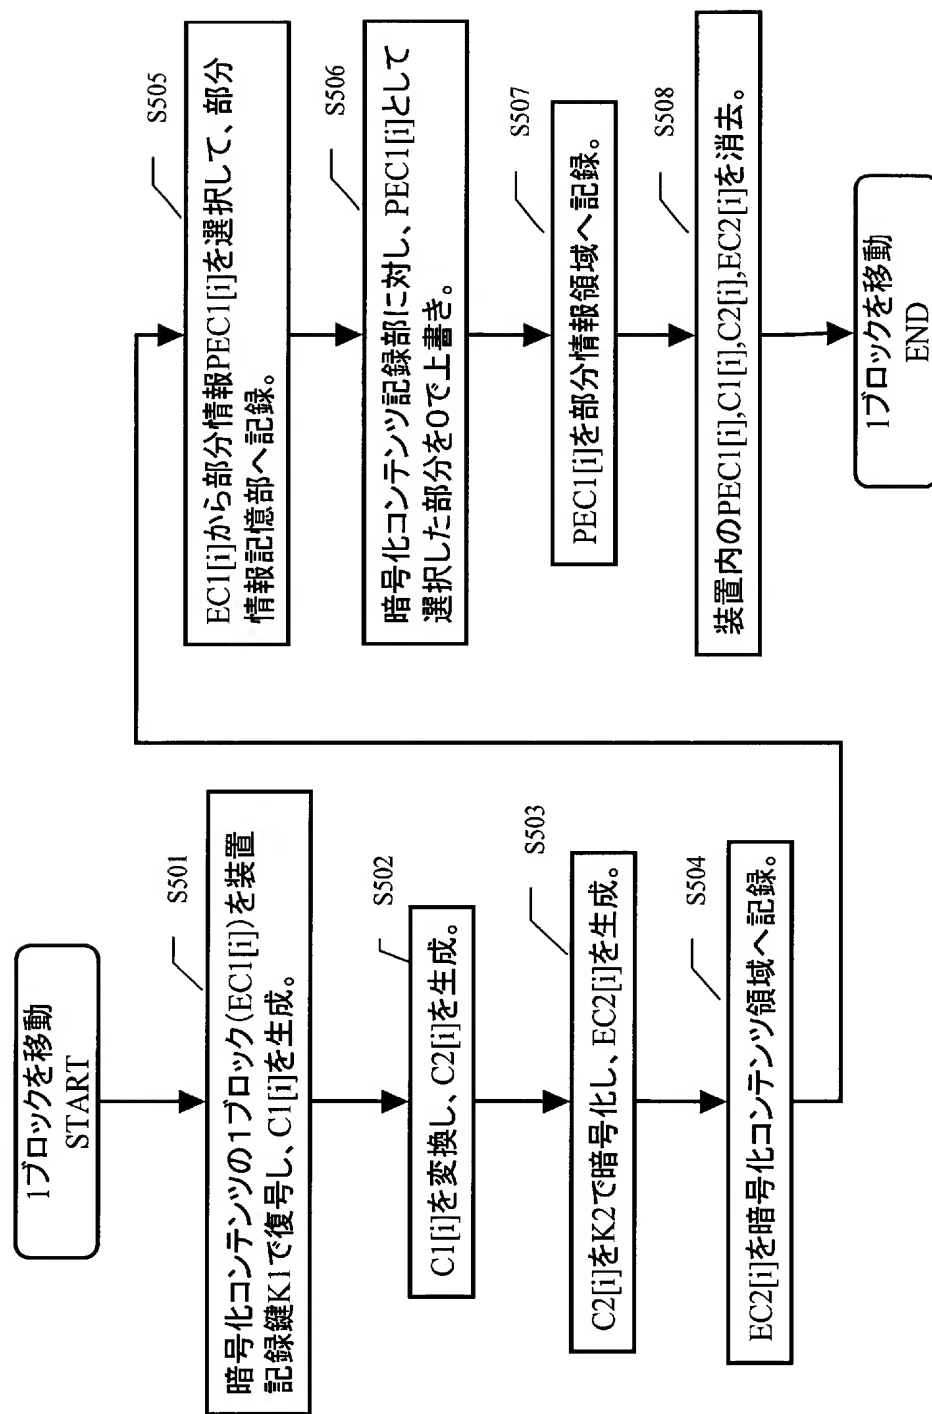 1ブロックを移動
START
S501
暗号化コンテンツの1ブロック(EC1[i])を装置
記録鍵K1で復号し、C1[i]を生成。
S502
C1[i]を変換し、C2[i]を生成。
S503
C2[i]をK2で暗号化し、EC2[i]を生成。
S504
EC2[i]を暗号化コンテンツ領域へ記録。
S505
EC1[i]から部分情報PEC1[i]を選択して、部分
情報記憶部へ記録。
S506
暗号化コンテンツ記録部に対し、PEC1[i]として
選択した部分を0で上書き。
S507
PEC1[i]を部分情報領域へ記録。
S508
装置内のPEC1[i],C1[i],C2[i],EC2[i]を消去。
1ブロックを移動
END